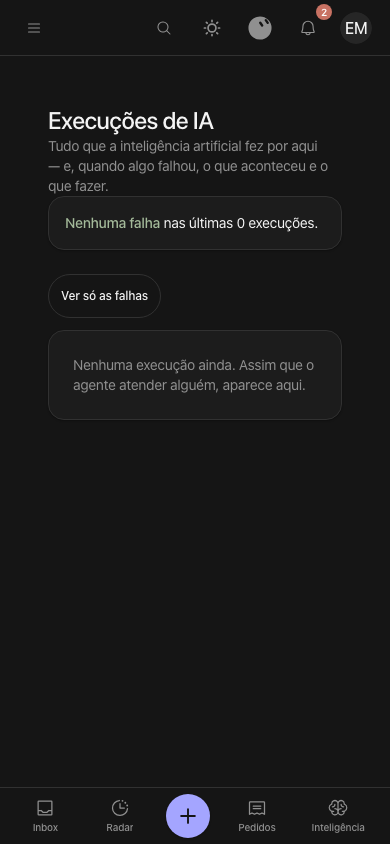 2
EM
Execuções de IA
Tudo que a inteligência artificial fez por aqui
— e, quando algo falhou, o que aconteceu e o
que fazer.
Nenhuma falha nas últimas 0 execuções.
Ver só as falhas
Nenhuma execução ainda. Assim que o
agente atender alguém, aparece aqui.
Inbox
Radar
Pedidos
Inteligência